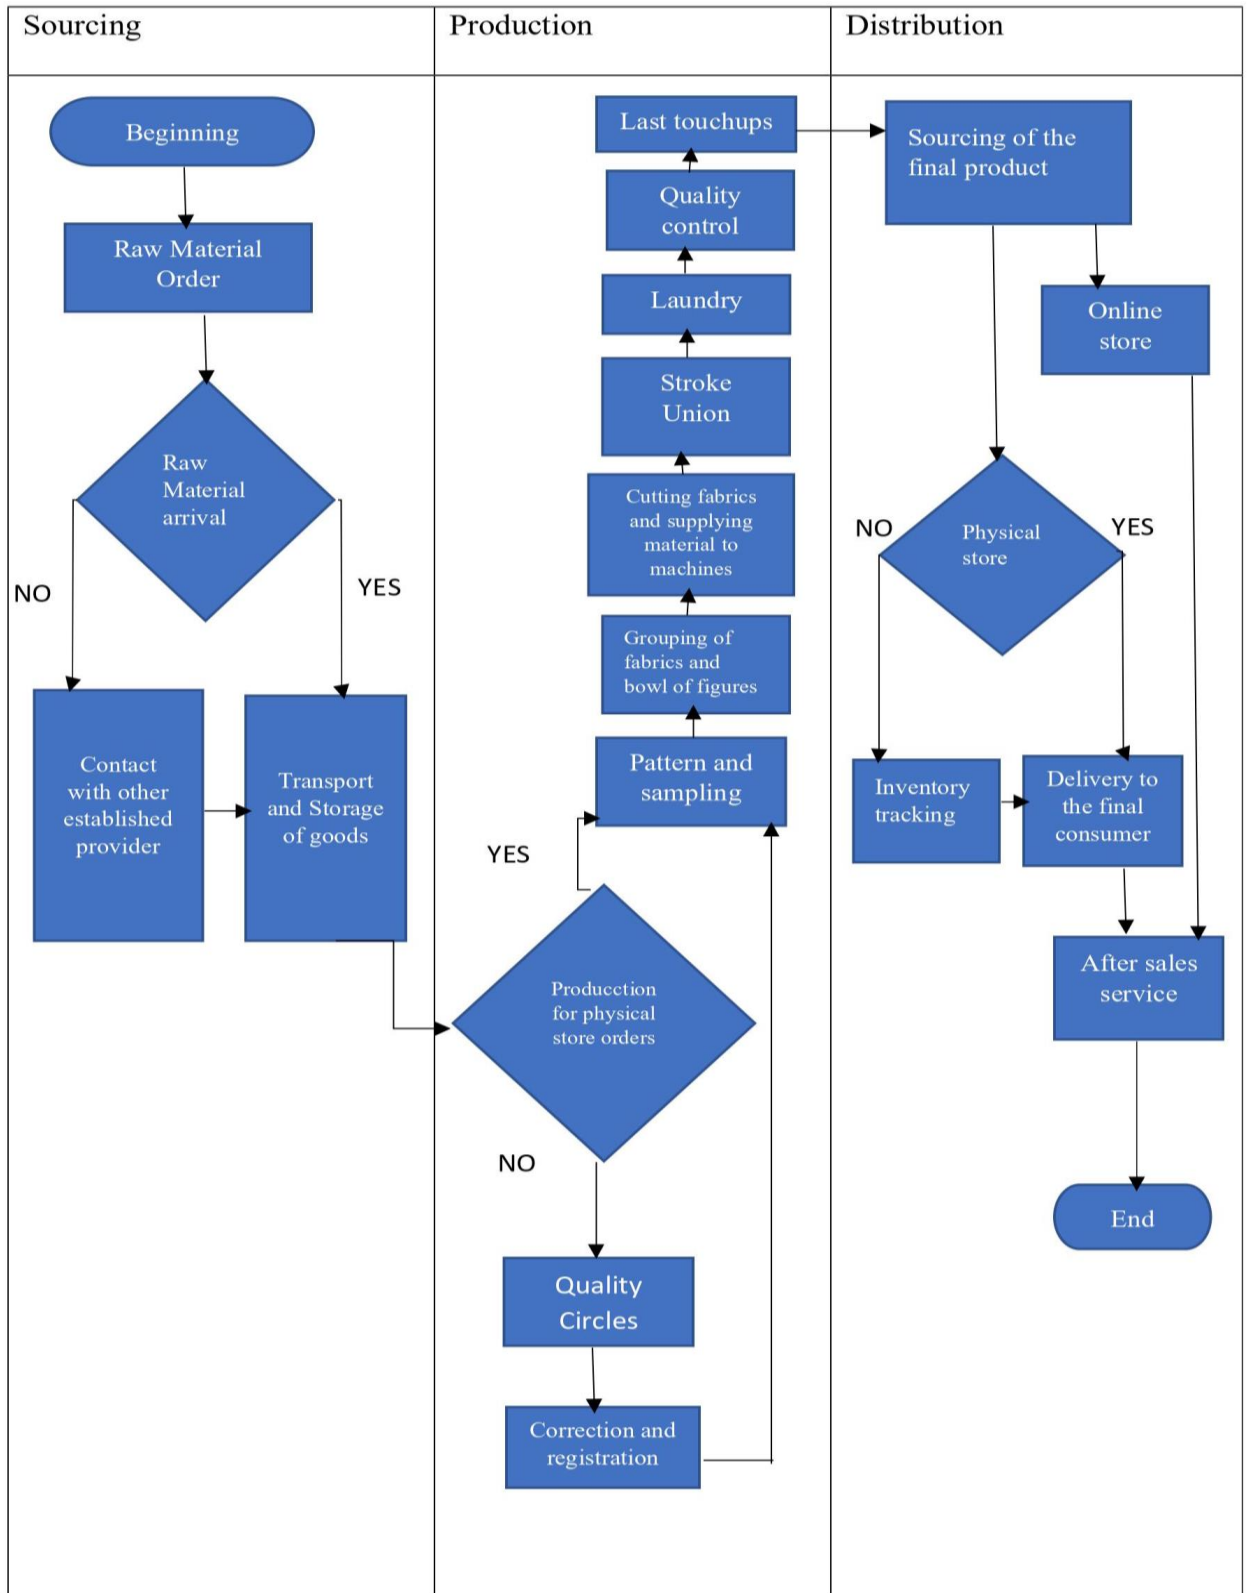 Sourcing
Production
Distribution
Beginning
Raw Material
Order
Raw
Material
arrival
NO
YES
Contact
with other
established
provider
Transport
and Storage
of goods
Last touchups
Quality
control
Laundry
Stroke
Union
Cutting fabrics
and supplying
material to
machines
Grouping of
fabrics and
bowl of figures
Pattern and
sampling
YES
Producction
for physical
store orders
NO
Quality
Circles
Correction and
registration
Sourcing of the
final product
Online
store
NO
Physical
store
YES
Inventory
tracking
Delivery to
the final
consumer
After sales
service
End